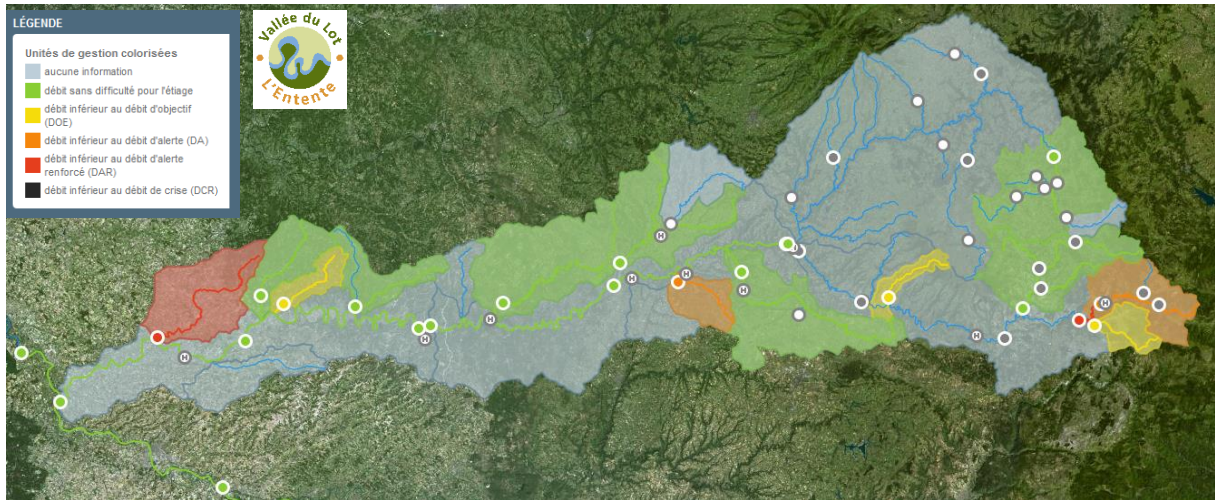 LÉGENDE
Unités de gestion colorisées
aucune information
débit sans difficulté pour l'étiage
débit inférieur au débit d'objectif
(DOE)
débit inférieur au débit d'alerte (DA)
débit inférieur au débit d'alerte
renforcé (DAR)
débit inférieur au débit de crise (DCR)
Vallée du Lot
L'Entente
H
H
H
H
H
H
H
H
H
H